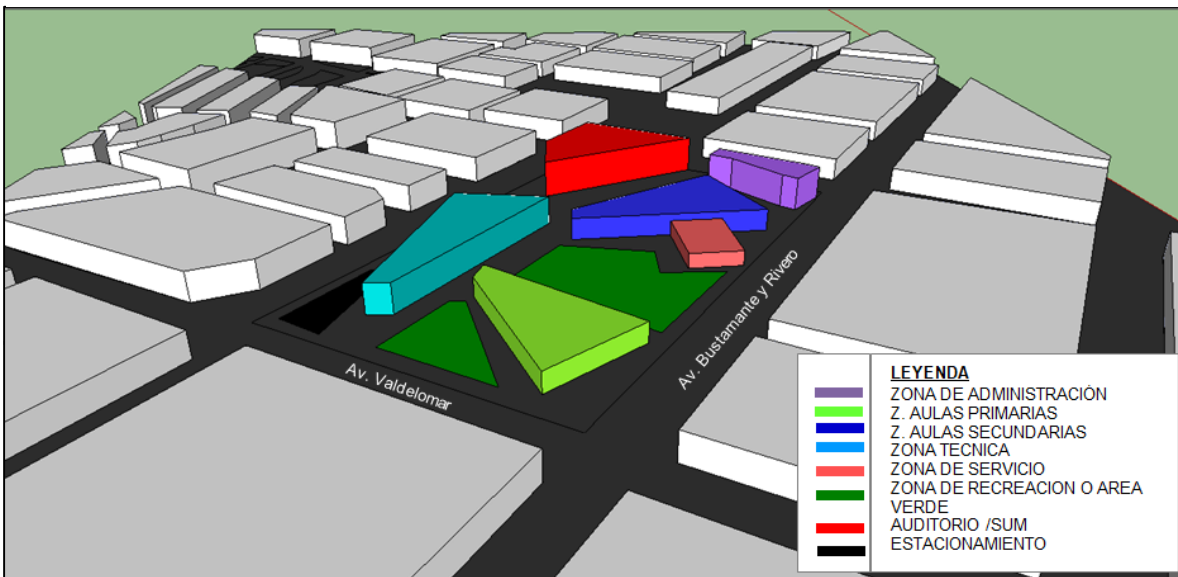 Av. Valdelomar
Av. Bustamante y Rivero
LEYENDA
ZONA DE ADMINISTRACIÓN
Z. AULAS PRIMARIAS
Z. AULAS SECUNDARIAS
ZONA TECNICA
ZONA DE SERVICIO
ZONA DE RECREACION O AREA
VERDE
AUDITORIO /SUM
ESTACIONAMIENTO